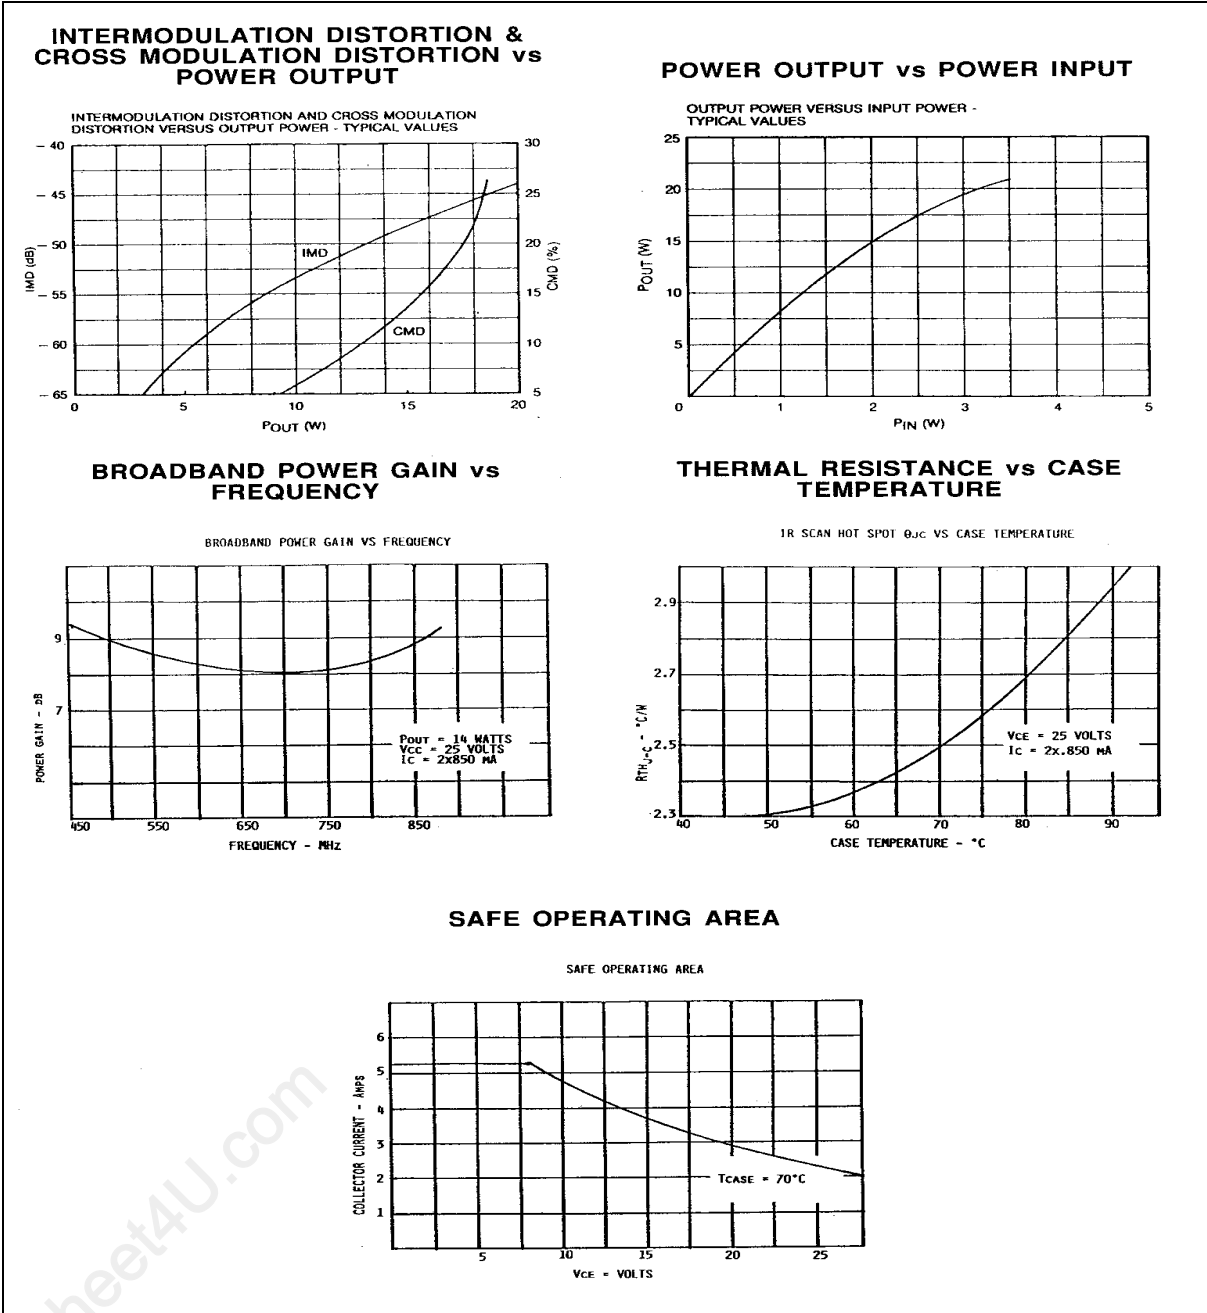 INTERMODULATION DISTORTION &
CROSS MODULATION DISTORTION vs
POWER OUTPUT
INTERMODULATION DISTORTION AND CROSS MODULATION
DISTORTION VERSUS OUTPUT POWER - TYPICAL VALUES
IMD (dB)
- 40
- 45
- 50
- 55
- 60
- 65
30
25
20
15
10
5
CMD (%)
IMD
CMD
0 5 10 15 20
POUT (W)
POWER OUTPUT vs POWER INPUT
OUTPUT POWER VERSUS INPUT POWER -
TYPICAL VALUES
POUT (W)
25
20
15
10
5
0 1 2 3 4 5
PIN (W)
BROADBAND POWER GAIN vs
FREQUENCY
BROADBAND POWER GAIN VS FREQUENCY
POWER GAIN - DB
9
7
POUT = 14 WATTS
VCC = 25 VOLTS
IC = 2X850 MA
450 550 650 750 850
FREQUENCY - MHz
THERMAL RESISTANCE vs CASE
TEMPERATURE
IR SCAN HOT SPOT θJC VS CASE TEMPERATURE
RTHJ-C - °C/W
2.9
2.7
2.5
2.3
VCE = 25 VOLTS
IC = 2x.850 MA
40 50 60 70 80 90
CASE TEMPERATURE - °C
SAFE OPERATING AREA
SAFE OPERATING AREA
COLLECTOR CURRENT - AMPS
6
5
4
3
2
1
TCASE = 70°C
5 10 15 20 25
VCE = VOLTS
heet4U.com